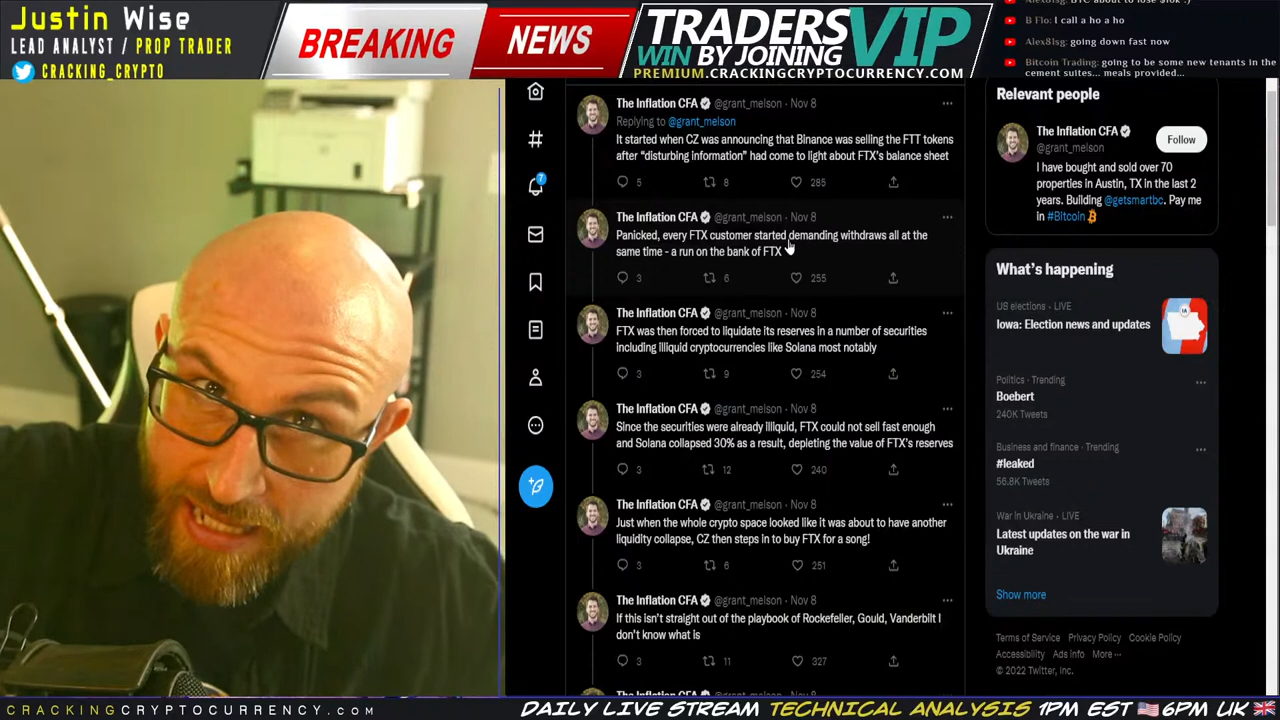 Justin Wise
LEAD ANALYST / PROP TRADER
CRACKING_CRYPTO
BREAKING NEWS
TRADERS VIP
WIN BY JOINING
PREMIUM.CRACKINGCRYPTOCURRENCY.COM
B Flo: I call a ho a ho
Alex8lsg: going down fast now
Bitcoin Trading: going to be some new tenants in the
cement suites... meals provided...
7
The Inflation CFA @grant_melson · Nov 8
Replying to @grant_melson
It started when CZ was announcing that Binance was selling the FTT tokens
after “disturbing information” had come to light about FTX’s balance sheet
5 8 285
The Inflation CFA @grant_melson · Nov 8
Panicked, every FTX customer started demanding withdraws all at the
same time - a run on the bank of FTX
3 6 255
The Inflation CFA @grant_melson · Nov 8
FTX was then forced to liquidate its reserves in a number of securities
including illiquid cryptocurrencies like Solana most notably
3 9 254
The Inflation CFA @grant_melson · Nov 8
Since the securities were already illiquid, FTX could not sell fast enough
and Solana collapsed 30% as a result, depleting the value of FTX’s reserves
3 12 240
The Inflation CFA @grant_melson · Nov 8
Just when the whole crypto space looked like it was about to have another
liquidity collapse, CZ then steps in to buy FTX for a song!
3 6 251
The Inflation CFA @grant_melson · Nov 8
If this isn’t straight out of the playbook of Rockefeller, Gould, Vanderbilt I
don’t know what is
3 11 327
Relevant people
The Inflation CFA
@grant_melson
Follow
I have bought and sold over 70
properties in Austin, TX in the last 2
years. Building @getsmartbc. Pay me
in #Bitcoin
What’s happening
US elections · LIVE
Iowa: Election news and updates
Politics · Trending
Boebert
240K Tweets
Business and finance · Trending
#leaked
56.8K Tweets
War in Ukraine · LIVE
Latest updates on the war in
Ukraine
Show more
Terms of Service Privacy Policy Cookie Policy
Accessibility Ads info More ···
© 2022 Twitter, Inc.
CRACKINGCRYPTOCURRENCY.COM
DAILY LIVE STREAM TECHNICAL ANALYSIS 1PM EST 6PM UK